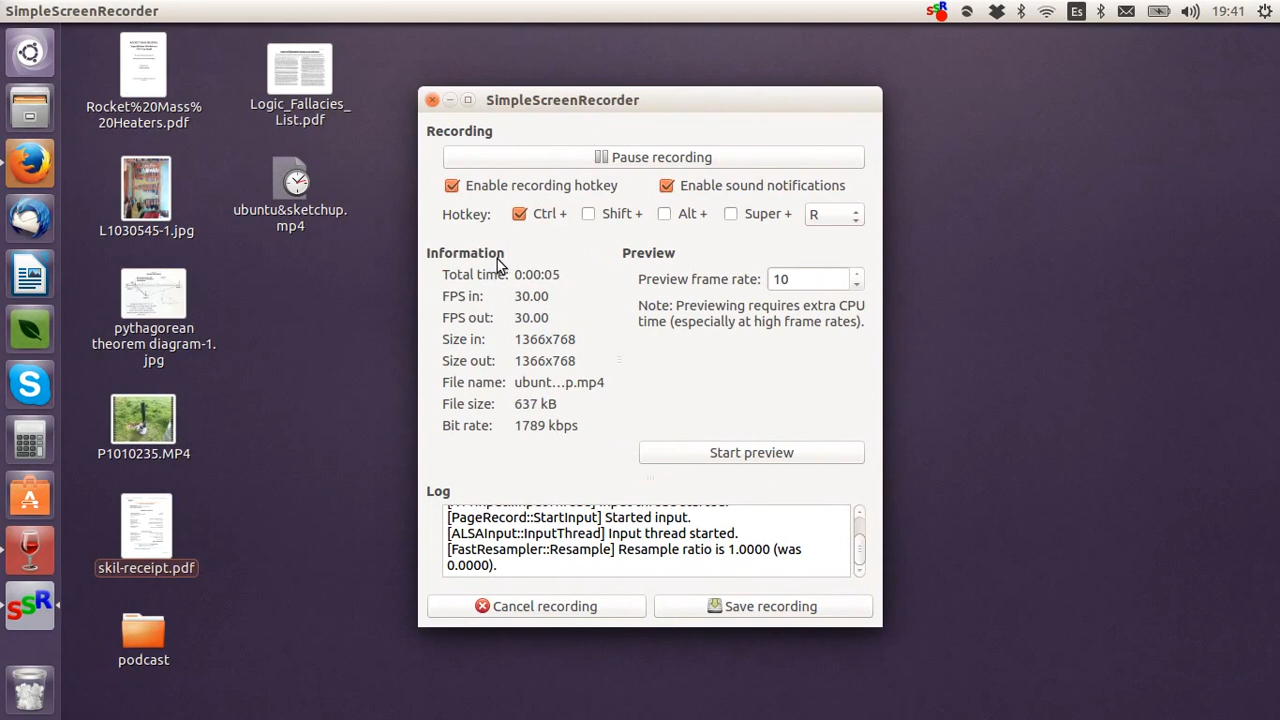 SimpleScreenRecorder
Es
19:41
Rocket%20Mass%
20Heaters.pdf
Logic_Fallacies_
List.pdf
L1030545-1.jpg
ubuntu&sketchup.
mp4
pythagorean
theorem diagram-1.
jpg
P1010235.MP4
skil-receipt.pdf
podcast
SSR
SimpleScreenRecorder
Recording
Pause recording
Enable recording hotkey
Enable sound notifications
Hotkey: Ctrl + Shift + Alt + Super + R
Information
Total time: 0:00:05
FPS in: 30.00
FPS out: 30.00
Size in: 1366x768
Size out: 1366x768
File name: ubunt…p.mp4
File size: 637 kB
Bit rate: 1789 kbps
Preview
Preview frame rate: 10
Note: Previewing requires extra CPU
time (especially at high frame rates).
Start preview
Log
[PageRecord::StartInput] Started input.
[ALSAInput::InputThread] Input thread started.
[FastResampler::Resample] Resample ratio is 1.0000 (was
0.0000).
Cancel recording
Save recording